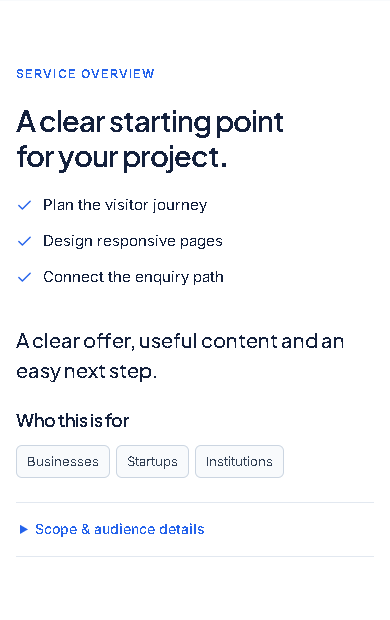 SERVICE OVERVIEW
A clear starting point
for your project.
Plan the visitor journey
Design responsive pages
Connect the enquiry path
A clear offer, useful content and an
easy next step.
Who this is for
Businesses
Startups
Institutions
Scope & audience details